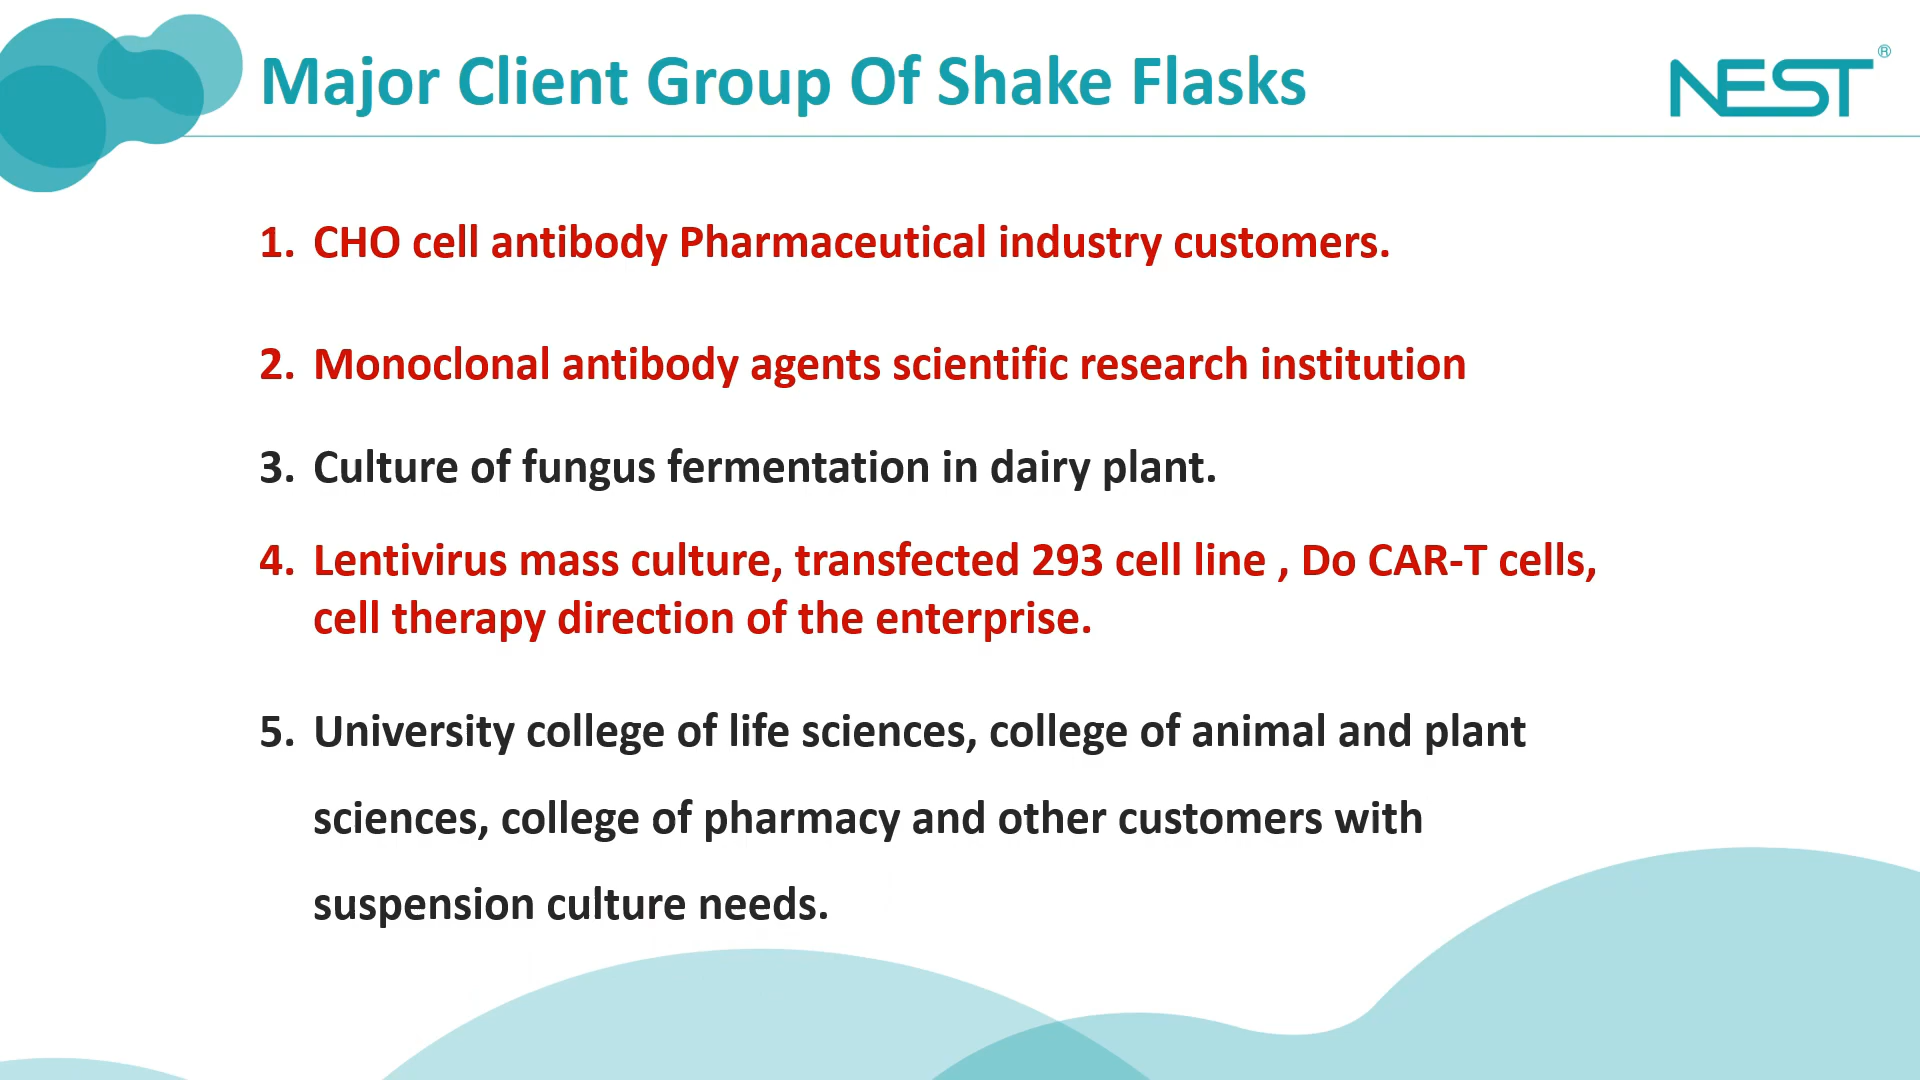 Major Client Group Of Shake Flasks
NEST®
1. CHO cell antibody Pharmaceutical industry customers.
2. Monoclonal antibody agents scientific research institution
3. Culture of fungus fermentation in dairy plant.
4. Lentivirus mass culture, transfected 293 cell line , Do CAR-T cells,
cell therapy direction of the enterprise.
5. University college of life sciences, college of animal and plant
sciences, college of pharmacy and other customers with
suspension culture needs.